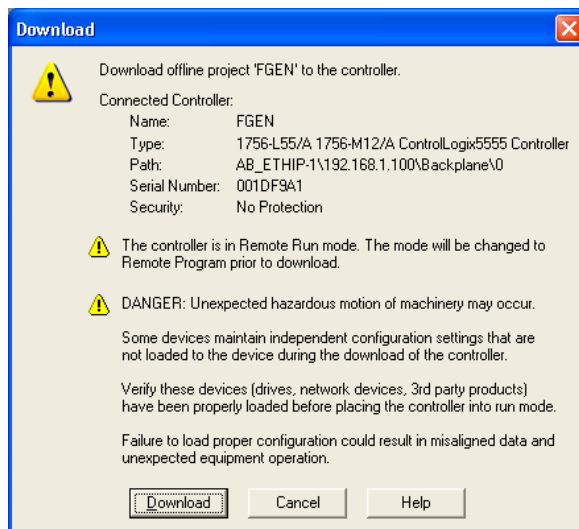 Download
Download offline project 'FGEN' to the controller.
Connected Controller:
Name: FGEN
Type: 1756-L55/A 1756-M12/A ControlLogix5555 Controller
Path: AB_ETHIP-1\192.168.1.100\Backplane\0
Serial Number: 001DF9A1
Security: No Protection
The controller is in Remote Run mode. The mode will be changed to
Remote Program prior to download.
DANGER: Unexpected hazardous motion of machinery may occur.
Some devices maintain independent configuration settings that are
not loaded to the device during the download of the controller.
Verify these devices (drives, network devices, 3rd party products)
have been properly loaded before placing the controller into run mode.
Failure to load proper configuration could result in misaligned data and
unexpected equipment operation.
Download Cancel Help